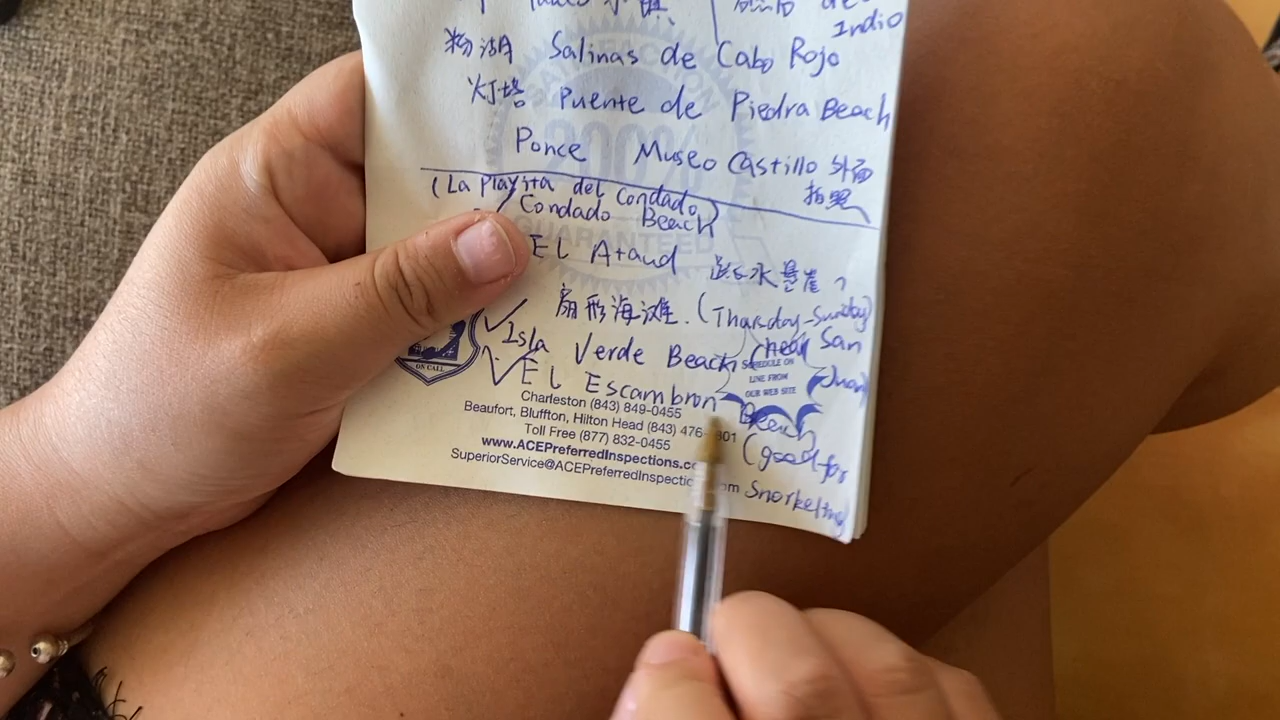 Indio
粉湖 Salinas de Cabo Rojo
灯塔 Puente de Piedra Beach
Ponce Museo Castillo 外面
拍照
(La Playita del Condado)
Condado Beach
El Ataud 跳水悬崖?
扇形海滩. (Thursday-Sunday)
Isla Verde Beach (near San
Juan)
El Escambron
Beach
(good for
Snorkeling)
GUARANTEED
ON CALL
SCHEDULE ON
LINE FROM
OUR WEB SITE
Charleston (843) 849-0455
Beaufort, Bluffton, Hilton Head (843) 476-
Toll Free (877) 832-0455
www.ACEPreferredInspections.co
SuperiorService@ACEPreferredInspectio